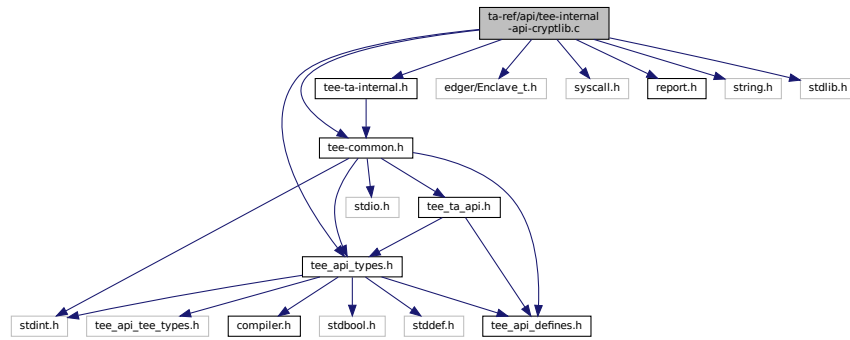 ta-ref/api/tee-internal
-api-cryptlib.c
tee-ta-internal.h
edger/Enclave_t.h
syscall.h
report.h
string.h
stdlib.h
tee-common.h
stdio.h
tee_ta_api.h
tee_api_types.h
stdint.h
tee_api_tee_types.h
compiler.h
stdbool.h
stddef.h
tee_api_defines.h